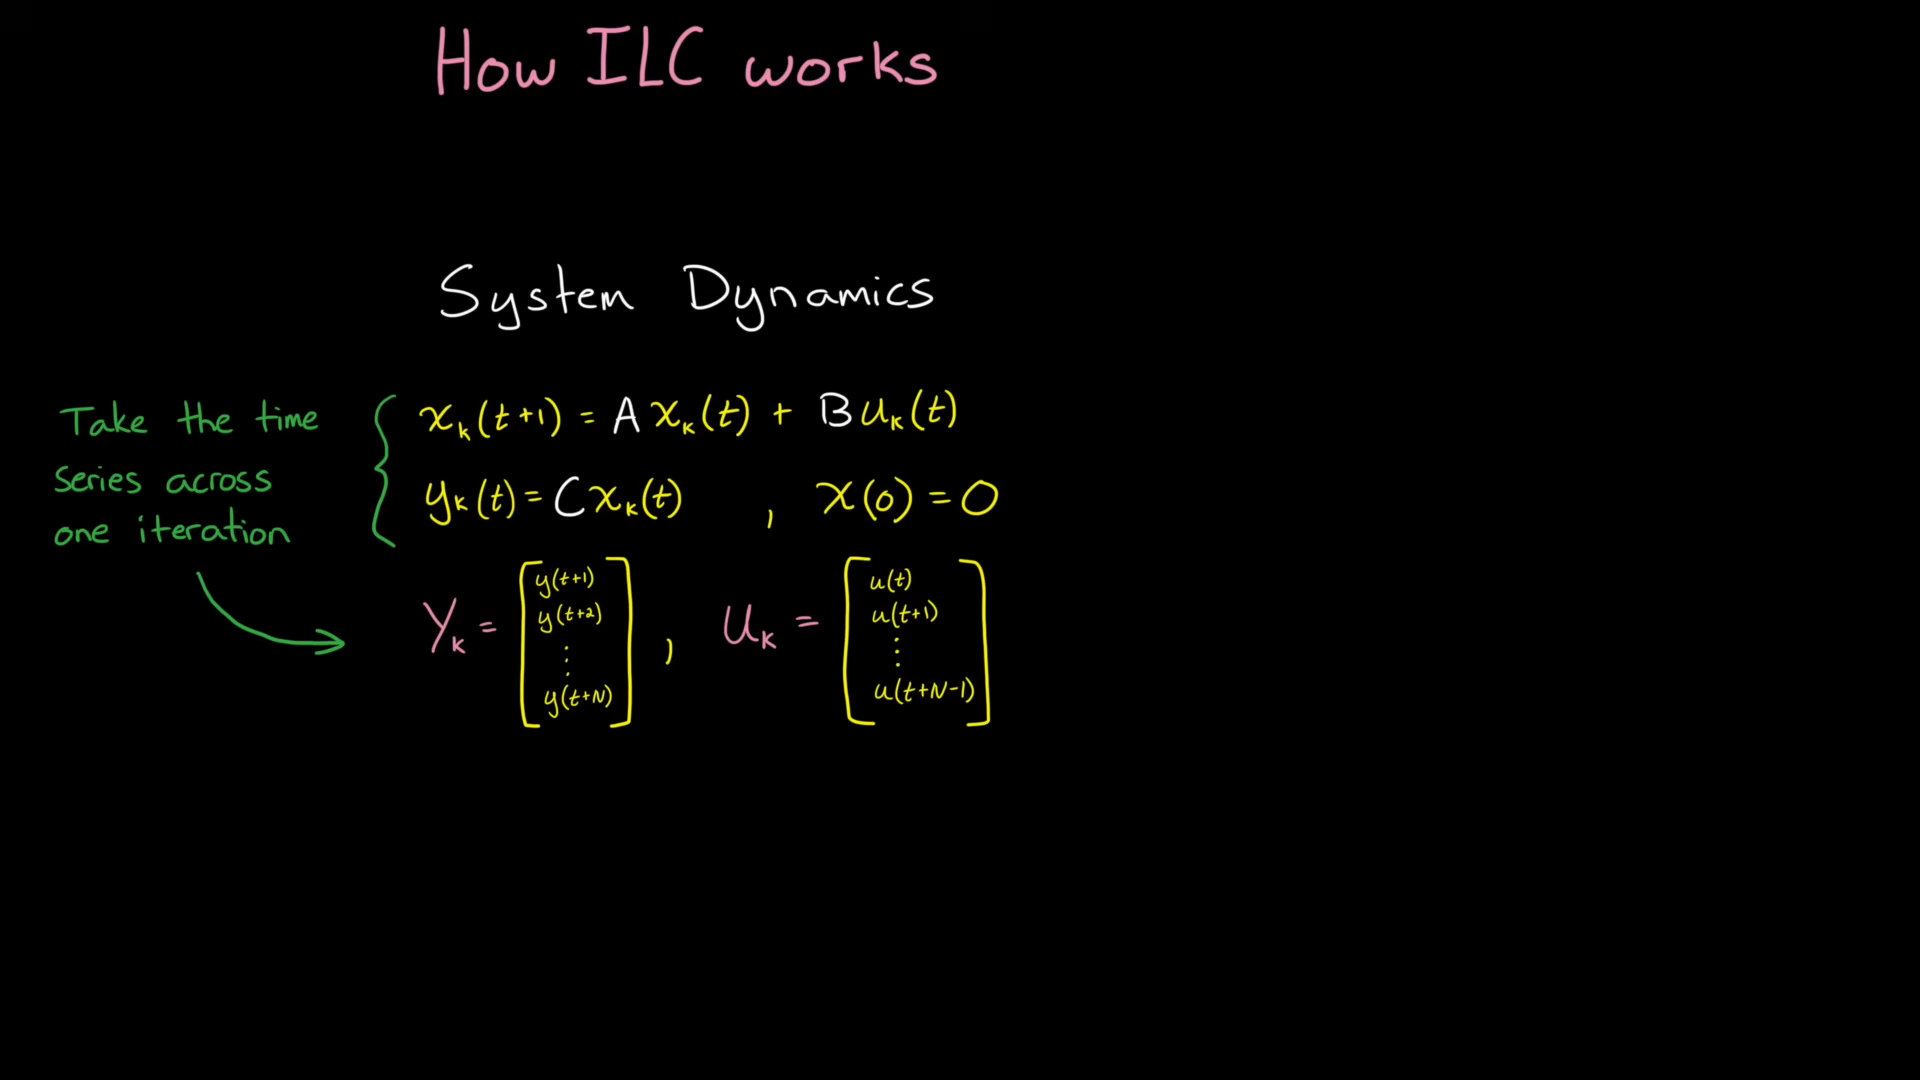 How ILC works
System Dynamics
Take the time
series across
one iteration
xₖ(t+1) = A xₖ(t) + B uₖ(t)
yₖ(t) = C xₖ(t) , x(0) = 0
Yₖ = [y(t+1) y(t+2) ⋮ y(t+N)] , Uₖ = [u(t) u(t+1) ⋮ u(t+N-1)]